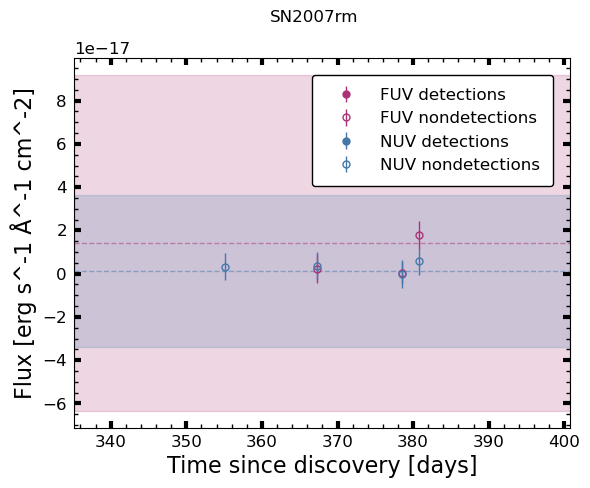 SN2007rm
1e−17
FUV detections
FUV nondetections
NUV detections
NUV nondetections
8
6
4
2
0
−2
−4
−6
Flux [erg s^-1 Å^-1 cm^-2]
340 350 360 370 380 390 400
Time since discovery [days]